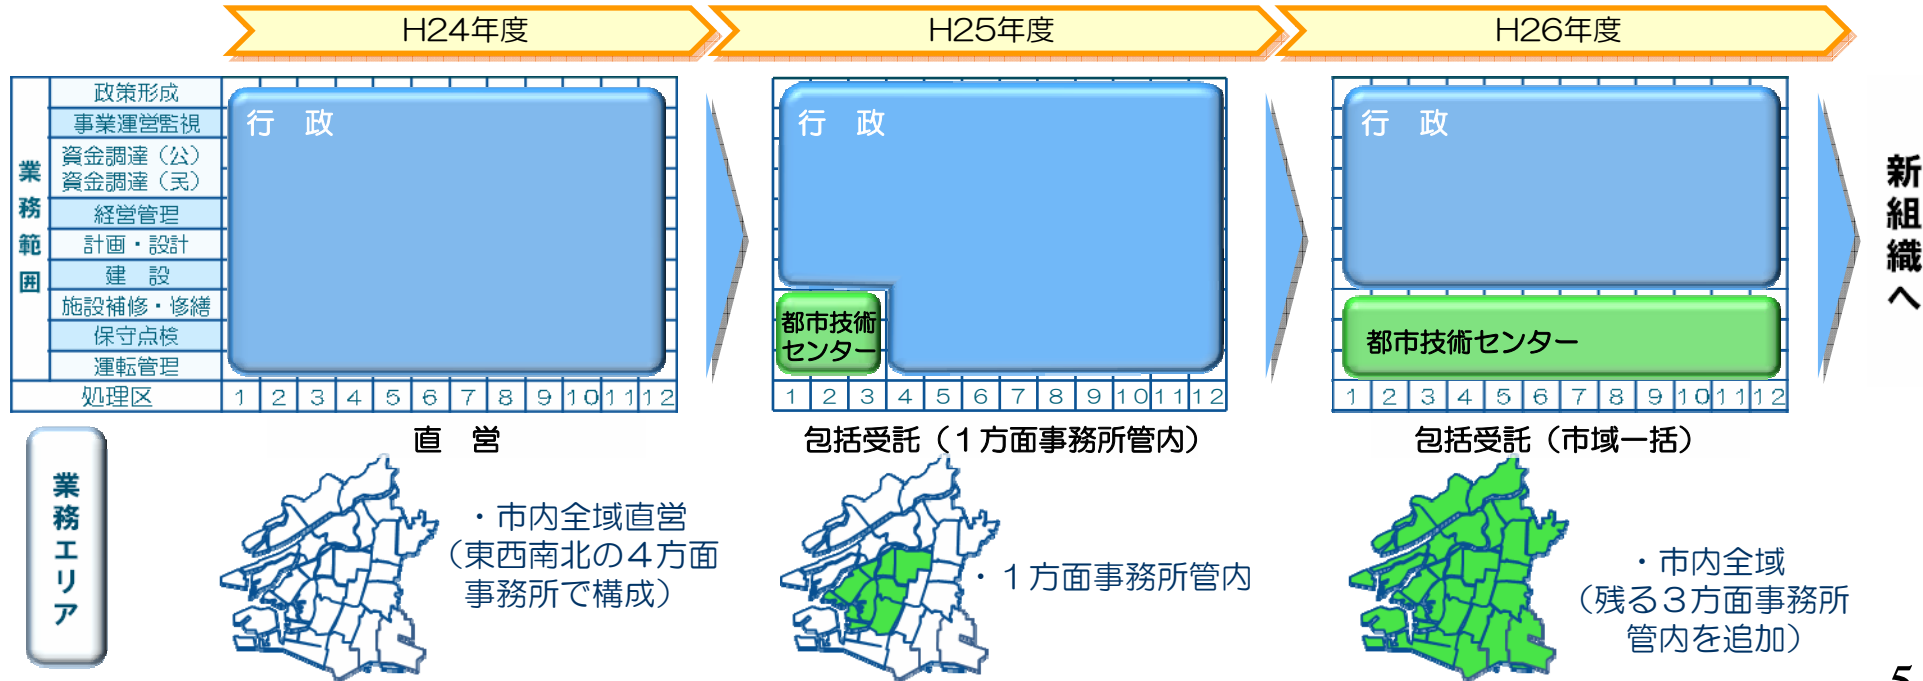 H24年度
H25年度
H26年度
業務範囲
政策形成
事業運営監視
資金調達（公）
資金調達（民）
経営管理
計画・設計
建　設
施設補修・修繕
保守点検
運転管理
処理区
1 2 3 4 5 6 7 8 9 10 11 12
行　政
直　営
行　政
都市技術
センター
1 2 3 4 5 6 7 8 9 10 11 12
包括受託（１方面事務所管内）
行　政
都市技術センター
1 2 3 4 5 6 7 8 9 10 11 12
包括受託（市域一括）
新組織へ
業務エリア
・市内全域直営
（東西南北の４方面
事務所で構成）
・１方面事務所管内
・市内全域
（残る３方面事務所
管内を追加）
5